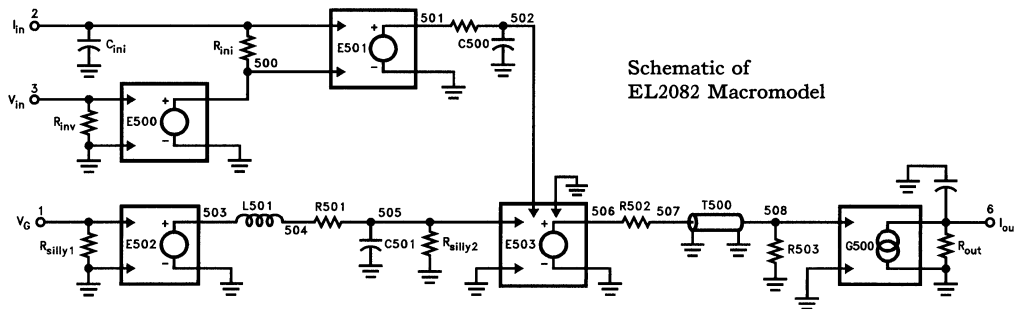 2
I_in
C_ini
R_ini
500
+
E501
-
501
502
C500
Schematic of
EL2082 Macromodel
3
V_in
R_inv
+
E500
-
1
V_G
R_silly1
+
E502
-
503
L501
504
R501
505
C501
R_silly2
+
E503
-
506
R502
507
T500
508
R503
G500
R_out
6
I_ou